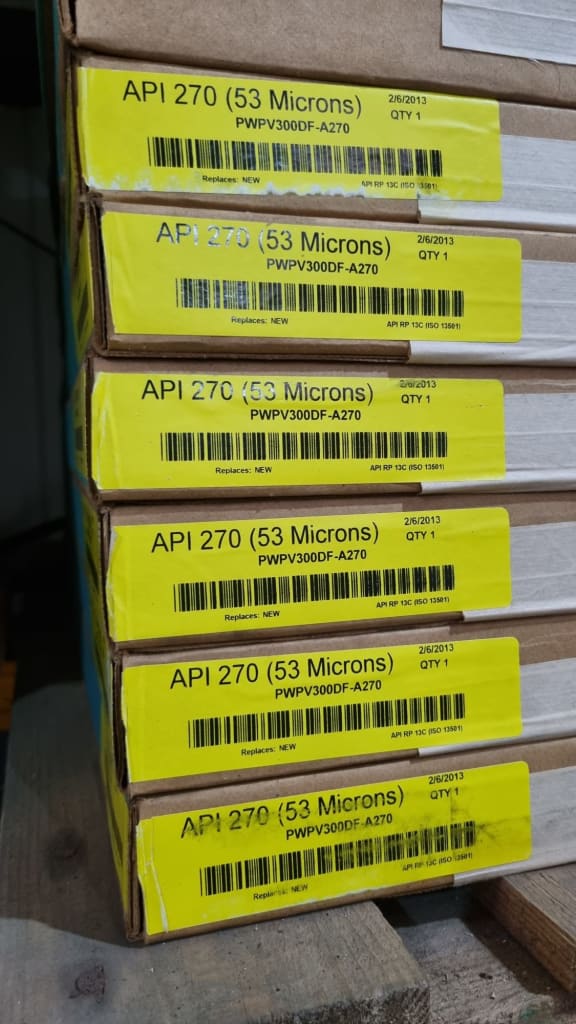 API 270 (53 Microns) 2/6/2013
QTY 1
PWPV300DF-A270
Replaces: NEW API RP 13C (ISO 13501)
API 270 (53 Microns) 2/6/2013
QTY 1
PWPV300DF-A270
Replaces: NEW API RP 13C (ISO 13501)
API 270 (53 Microns) 2/6/2013
QTY 1
PWPV300DF-A270
Replaces: NEW API RP 13C (ISO 13501)
API 270 (53 Microns) 2/6/2013
QTY 1
PWPV300DF-A270
Replaces: NEW API RP 13C (ISO 13501)
API 270 (53 Microns) 2/6/2013
QTY 1
PWPV300DF-A270
Replaces: NEW API RP 13C (ISO 13501)
API 270 (53 Microns) 2/6/2013
QTY 1
PWPV300DF-A270
Replaces: NEW API RP 13C (ISO 13501)